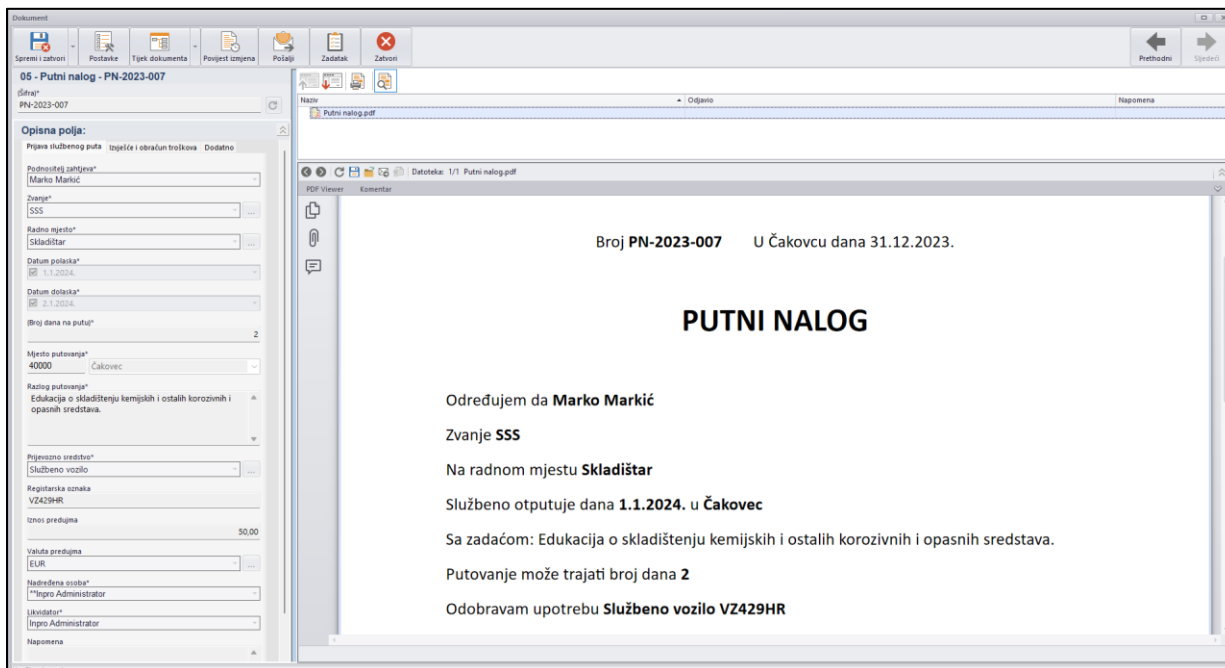 Dokument
Spremi i zatvori
Postavke
Tijek dokumenta
Povijest izmjena
Pošalji
Zadatak
Zatvori
Prethodni
Sljedeći
05 - Putni nalog - PN-2023-007
(Šifra)*
PN-2023-007
Opisna polja:
Prijava službenog puta Izvješće i obračun troškova Dodatno
Podnositelj zahtjeva*
Marko Markić
Zvanje*
SSS
Radno mjesto*
Skladištar
Datum polaska*
1.1.2024.
Datum dolaska*
2.1.2024.
(Broj dana na putu)*
2
Mjesto putovanja*
40000 Čakovec
Razlog putovanja*
Edukacija o skladištenju kemijskih i ostalih korozivnih i
opasnih sredstava.
Prijevozno sredstvo*
Službeno vozilo
Registarska oznaka
VZ429HR
Iznos predujma
50,00
Valuta predujma
EUR
Nadređena osoba*
**Inpro Administrator
Likvidator*
Inpro Administrator
Napomena
Naziv Odjavio Napomena
Putni nalog.pdf
Datoteka: 1/1 Putni nalog.pdf
PDF Viewer Komentar
Broj PN-2023-007 U Čakovcu dana 31.12.2023.
PUTNI NALOG
Određujem da Marko Markić
Zvanje SSS
Na radnom mjestu Skladištar
Službeno otputuje dana 1.1.2024. u Čakovec
Sa zadaćom: Edukacija o skladištenju kemijskih i ostalih korozivnih i opasnih sredstava.
Putovanje može trajati broj dana 2
Odobravam upotrebu Službeno vozilo VZ429HR